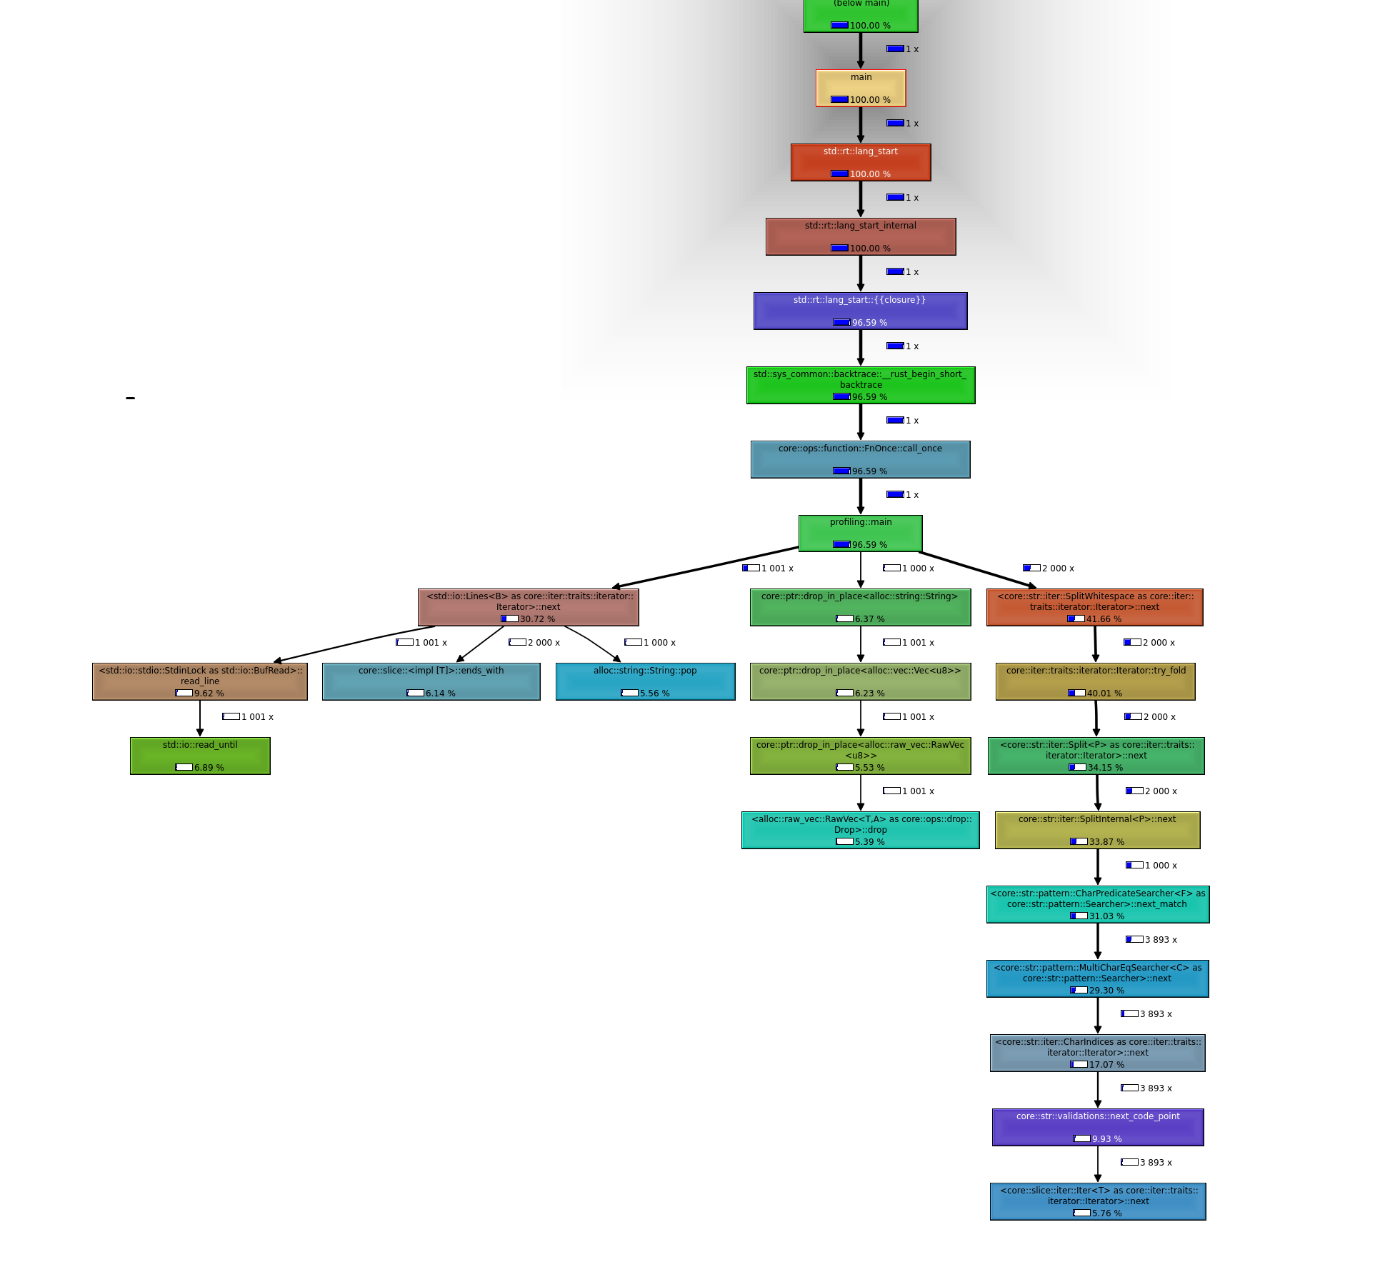 (below main)
100.00 %
1 x
main
100.00 %
1 x
std::rt::lang_start
100.00 %
1 x
std::rt::lang_start_internal
100.00 %
1 x
std::rt::lang_start::{{closure}}
96.59 %
1 x
std::sys_common::backtrace::__rust_begin_short_
backtrace
96.59 %
1 x
core::ops::function::FnOnce::call_once
96.59 %
1 x
profiling::main
96.59 %
1 001 x
1 000 x
2 000 x
<std::io::Lines<B> as core::iter::traits::iterator::
Iterator>::next
30.72 %
core::ptr::drop_in_place<alloc::string::String>
6.37 %
<core::str::iter::SplitWhitespace as core::iter::
traits::iterator::Iterator>::next
41.66 %
1 001 x
2 000 x
1 000 x
1 001 x
2 000 x
<std::io::stdio::StdinLock as std::io::BufRead>::
read_line
9.62 %
core::slice::<impl [T]>::ends_with
6.14 %
alloc::string::String::pop
5.56 %
core::ptr::drop_in_place<alloc::vec::Vec<u8>>
6.23 %
core::iter::traits::iterator::Iterator::try_fold
40.01 %
1 001 x
1 001 x
2 000 x
std::io::read_until
6.89 %
core::ptr::drop_in_place<alloc::raw_vec::RawVec
<u8>>
5.53 %
<core::str::iter::Split<P> as core::iter::traits::
iterator::Iterator>::next
34.15 %
1 001 x
2 000 x
<alloc::raw_vec::RawVec<T,A> as core::ops::drop::
Drop>::drop
5.39 %
core::str::iter::SplitInternal<P>::next
33.87 %
1 000 x
<core::str::pattern::CharPredicateSearcher<F> as
core::str::pattern::Searcher>::next_match
31.03 %
3 893 x
<core::str::pattern::MultiCharEqSearcher<C> as
core::str::pattern::Searcher>::next
29.30 %
3 893 x
<core::str::iter::CharIndices as core::iter::traits::
iterator::Iterator>::next
17.07 %
3 893 x
core::str::validations::next_code_point
9.93 %
3 893 x
<core::slice::iter::Iter<T> as core::iter::traits::
iterator::Iterator>::next
5.76 %